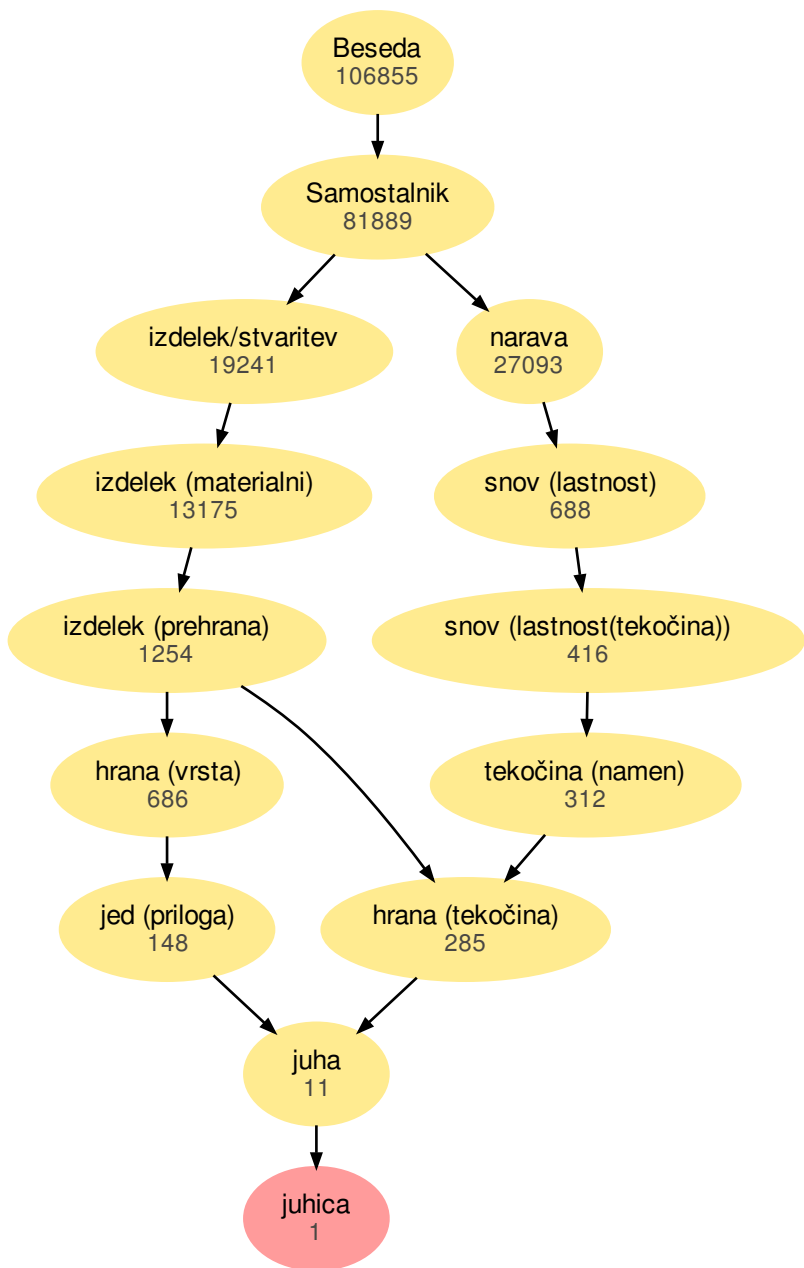 Beseda
106855
Samostalnik
81889
izdelek/stvaritev
19241
narava
27093
izdelek (materialni)
13175
snov (lastnost)
688
izdelek (prehrana)
1254
snov (lastnost(tekočina))
416
hrana (vrsta)
686
tekočina (namen)
312
jed (priloga)
148
hrana (tekočina)
285
juha
11
juhica
1